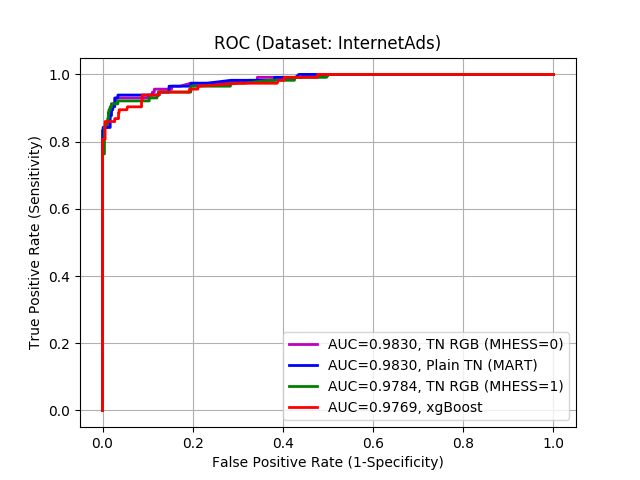 ROC (Dataset: InternetAds)
True Positive Rate (Sensitivity)
1.0
0.8
0.6
0.4
0.2
0.0
AUC=0.9830, TN RGB (MHESS=0)
AUC=0.9830, Plain TN (MART)
AUC=0.9784, TN RGB (MHESS=1)
AUC=0.9769, xgBoost
0.0 0.2 0.4 0.6 0.8 1.0
False Positive Rate (1-Specificity)